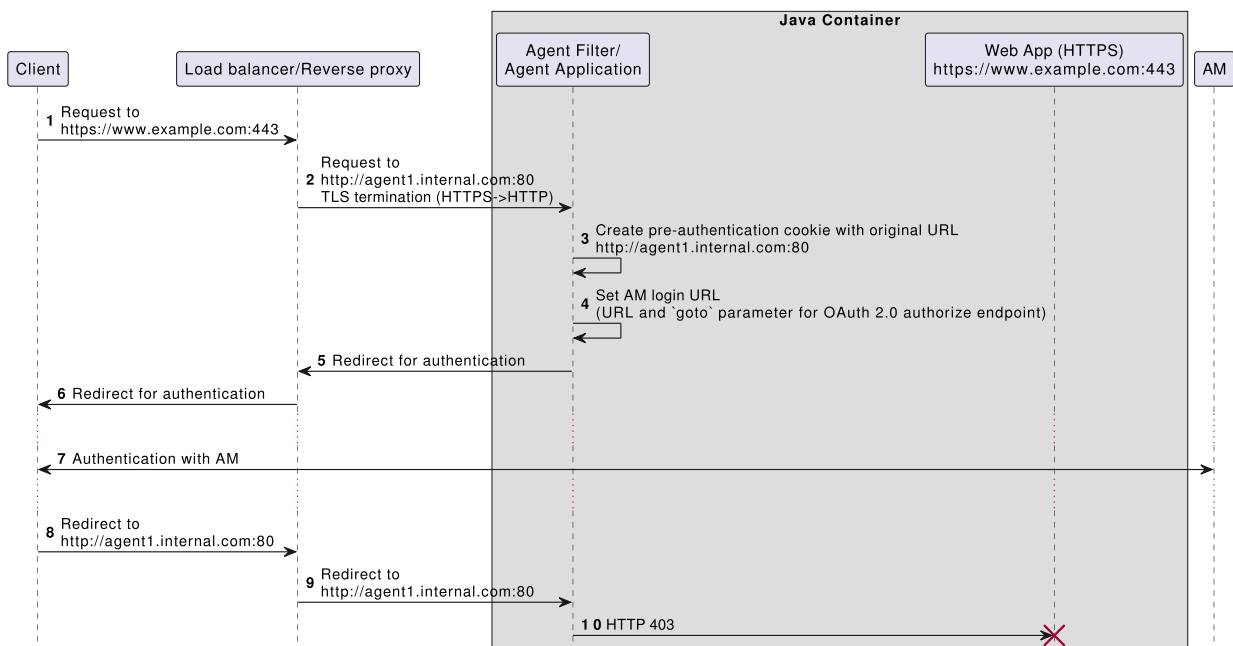 Java Container
Client
Load balancer/Reverse proxy
Agent Filter/
Agent Application
Web App (HTTPS)
https://www.example.com:443
AM
1 Request to
https://www.example.com:443
2 Request to
http://agent1.internal.com:80
TLS termination (HTTPS->HTTP)
3 Create pre-authentication cookie with original URL
http://agent1.internal.com:80
4 Set AM login URL
(URL and `goto` parameter for OAuth 2.0 authorize endpoint)
5 Redirect for authentication
6 Redirect for authentication
7 Authentication with AM
8 Redirect to
http://agent1.internal.com:80
9 Redirect to
http://agent1.internal.com:80
10 HTTP 403